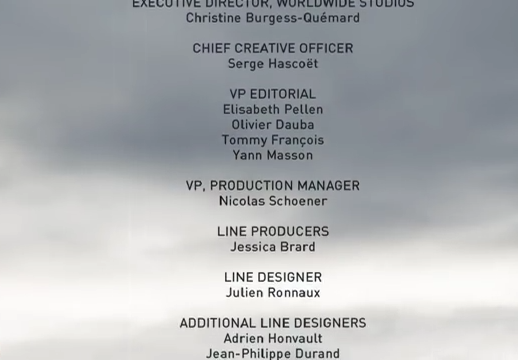 EXECUTIVE DIRECTOR, WORLDWIDE STUDIOS
Christine Burgess-Quémard
CHIEF CREATIVE OFFICER
Serge Hascoët
VP EDITORIAL
Elisabeth Pellen
Olivier Dauba
Tommy François
Yann Masson
VP, PRODUCTION MANAGER
Nicolas Schoener
LINE PRODUCERS
Jessica Brard
LINE DESIGNER
Julien Ronnaux
ADDITIONAL LINE DESIGNERS
Adrien Honvault
Jean-Philippe Durand